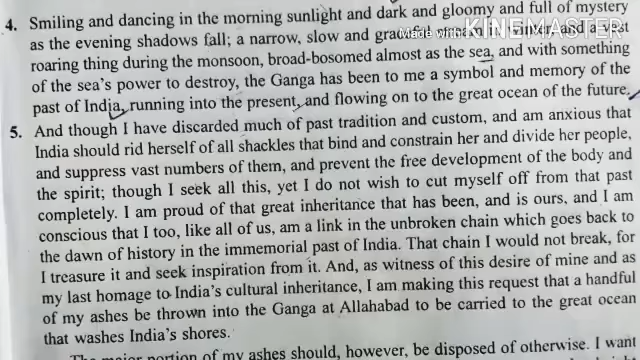 4. Smiling and dancing in the morning sunlight and dark and gloomy and full of mystery
as the evening shadows fall; a narrow, slow and graceful
KINEMASTER
roaring thing during the monsoon, broad-bosomed almost as the sea, and with something
of the sea's power to destroy, the Ganga has been to me a symbol and memory of the
past of India, running into the present, and flowing on to the great ocean of the future.
5. And though I have discarded much of past tradition and custom, and am anxious that
India should rid herself of all shackles that bind and constrain her and divide her people,
and suppress vast numbers of them, and prevent the free development of the body and
the spirit; though I seek all this, yet I do not wish to cut myself off from that past
completely. I am proud of that great inheritance that has been, and is ours, and I am
conscious that I too, like all of us, am a link in the unbroken chain which goes back to
the dawn of history in the immemorial past of India. That chain I would not break, for
I treasure it and seek inspiration from it. And, as witness of this desire of mine and as
my last homage to India's cultural inheritance, I am making this request that a handful
of my ashes be thrown into the Ganga at Allahabad to be carried to the great ocean
that washes India's shores.
The major portion of my ashes should, however, be disposed of otherwise. I want